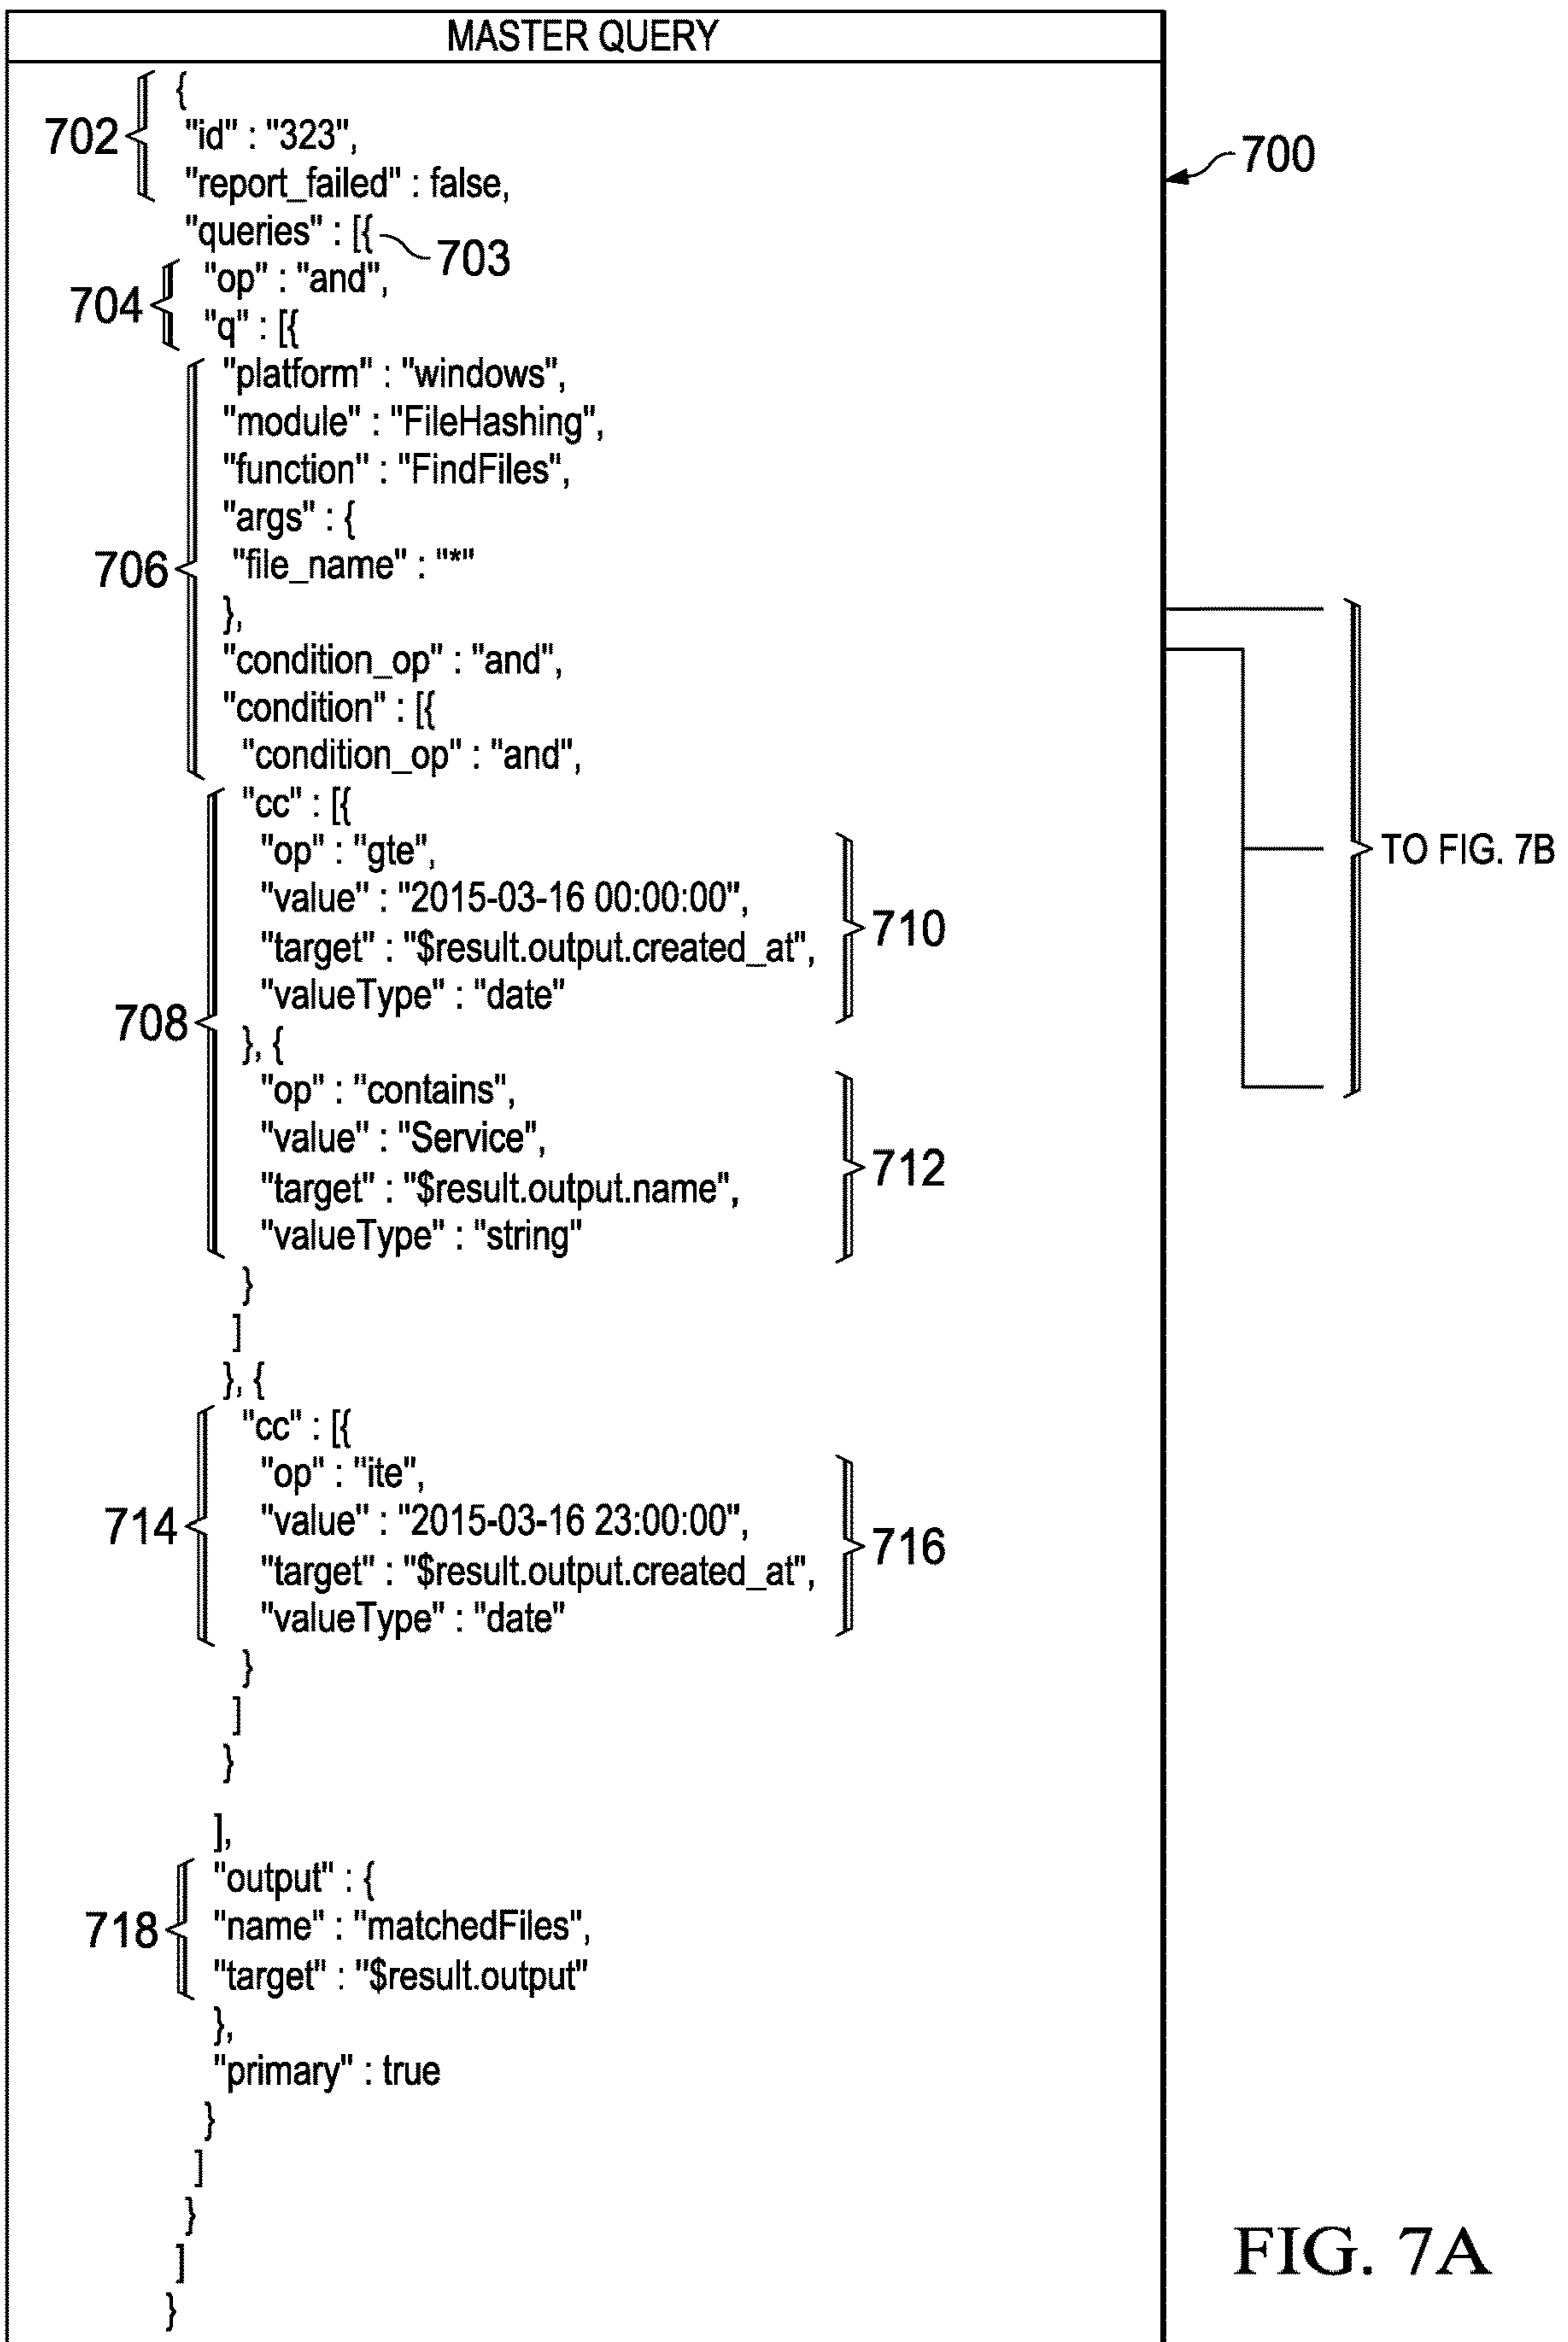 MASTER QUERY
{
702
"id" : "323",
"report_failed" : false,
700
"queries" : [{
703
704
"op" : "and",
"q" : [{
706
"platform" : "windows",
"module" : "FileHashing",
"function" : "FindFiles",
"args" : {
"file_name" : "*"
},
"condition_op" : "and",
"condition" : [{
"condition_op" : "and",
708
"cc" : [{
"op" : "gte",
"value" : "2015-03-16 00:00:00",
"target" : "$result.output.created_at",
"valueType" : "date"
710
TO FIG. 7B
}, {
"op" : "contains",
"value" : "Service",
"target" : "$result.output.name",
"valueType" : "string"
712
}
]
}, {
714
"cc" : [{
"op" : "ite",
"value" : "2015-03-16 23:00:00",
"target" : "$result.output.created_at",
"valueType" : "date"
716
}
]
}
],
718
"output" : {
"name" : "matchedFiles",
"target" : "$result.output"
},
"primary" : true
}
]
}
]
}
FIG. 7A